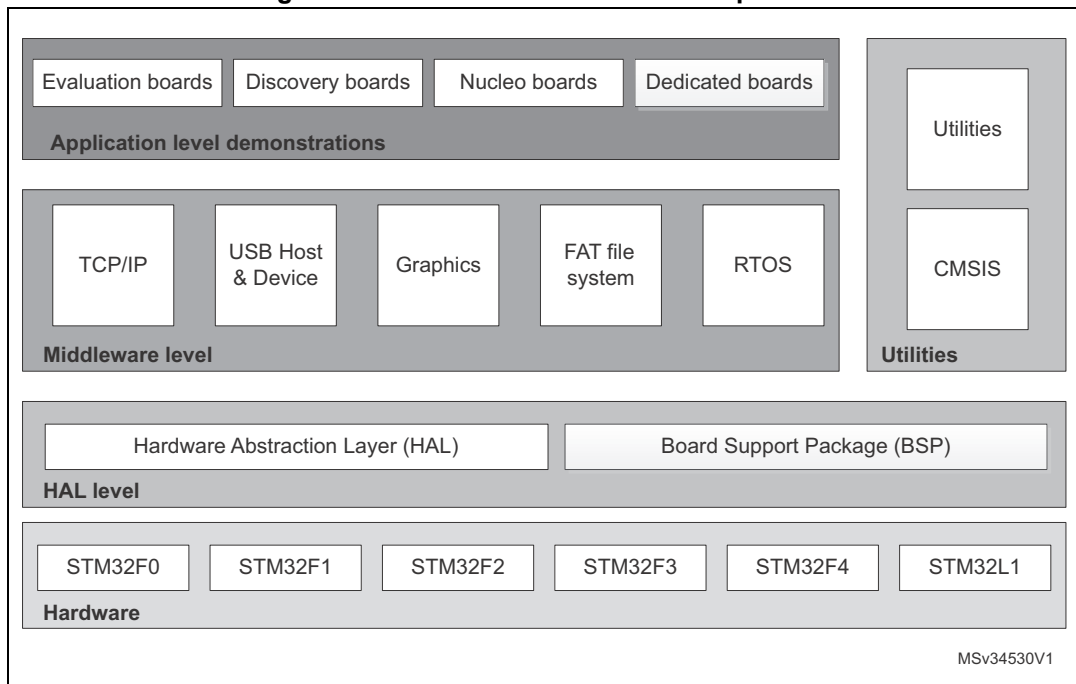 Evaluation boards
Discovery boards
Nucleo boards
Dedicated boards
Application level demonstrations
TCP/IP
USB Host
& Device
Graphics
FAT file
system
RTOS
Middleware level
Utilities
CMSIS
Utilities
Hardware Abstraction Layer (HAL)
Board Support Package (BSP)
HAL level
STM32F0
STM32F1
STM32F2
STM32F3
STM32F4
STM32L1
Hardware
MSv34530V1